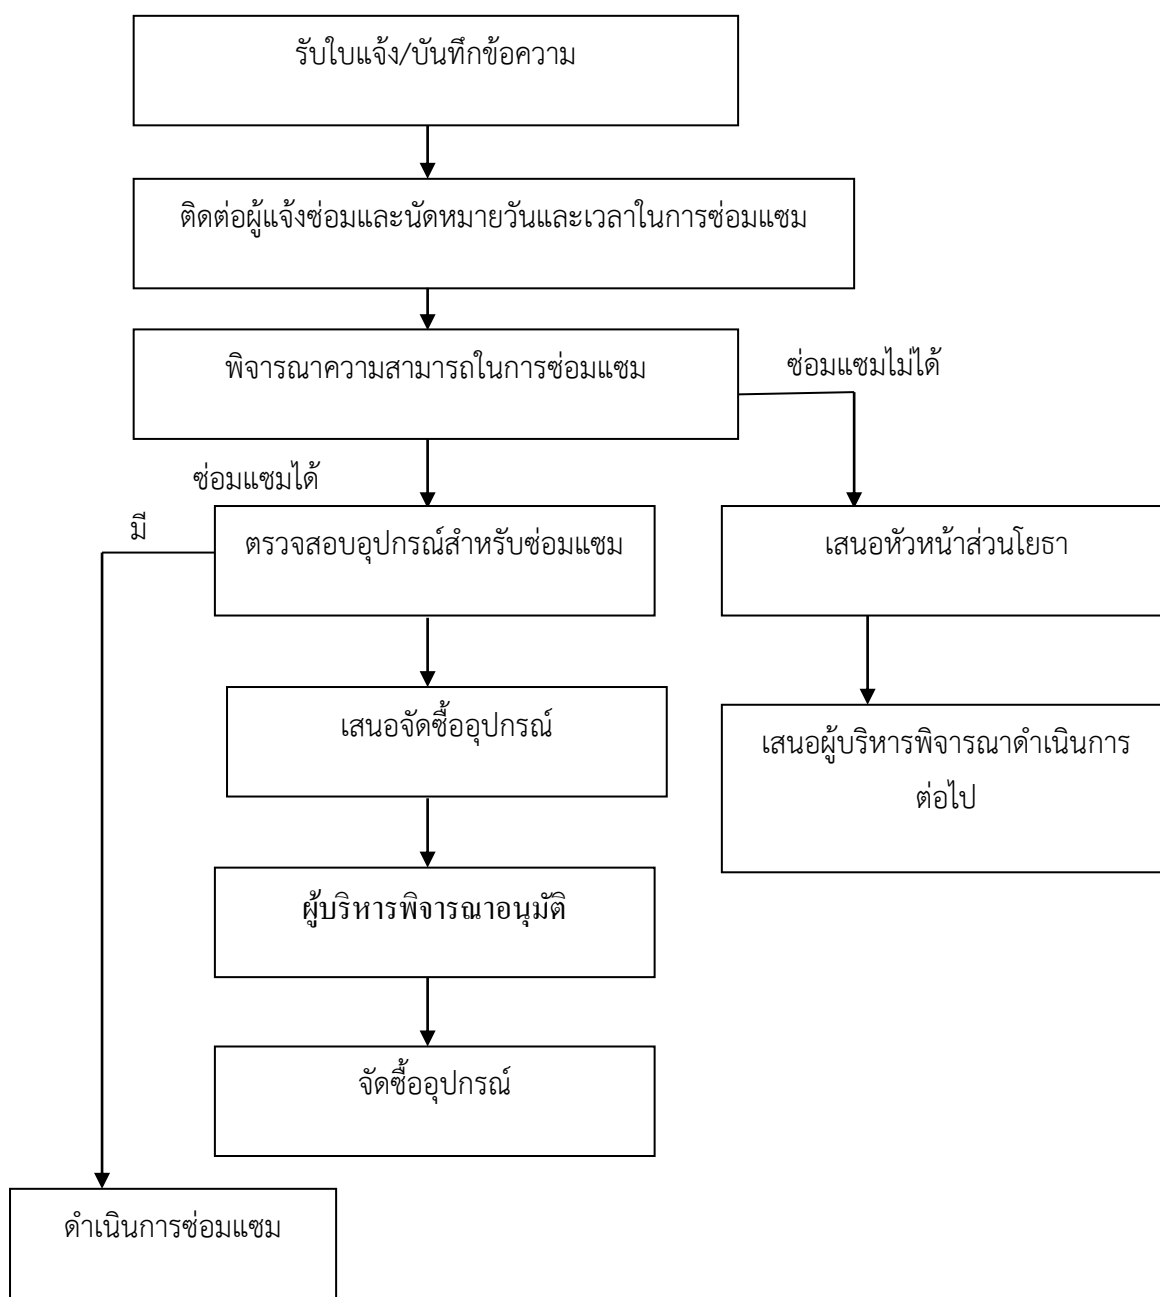 รับใบแจ้ง/บันทึกข้อความ
ติดต่อผู้แจ้งซ่อมและนัดหมายวันและเวลาในการซ่อมแซม
พิจารณาความสามารถในการซ่อมแซม
ซ่อมแซมไม่ได้
ซ่อมแซมได้
มี
ตรวจสอบอุปกรณ์สำหรับซ่อมแซม
เสนอหัวหน้าส่วนโยธา
เสนอจัดซื้ออุปกรณ์
เสนอผู้บริหารพิจารณาดำเนินการ
ต่อไป
ผู้บริหารพิจารณาอนุมัติ
จัดซื้ออุปกรณ์
ดำเนินการซ่อมแซม